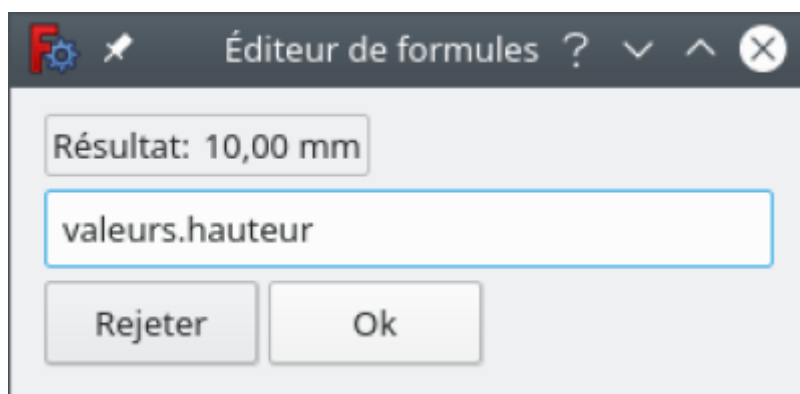 Éditeur de formules
Résultat: 10,00 mm
valeurs.hauteur
Rejeter Ok